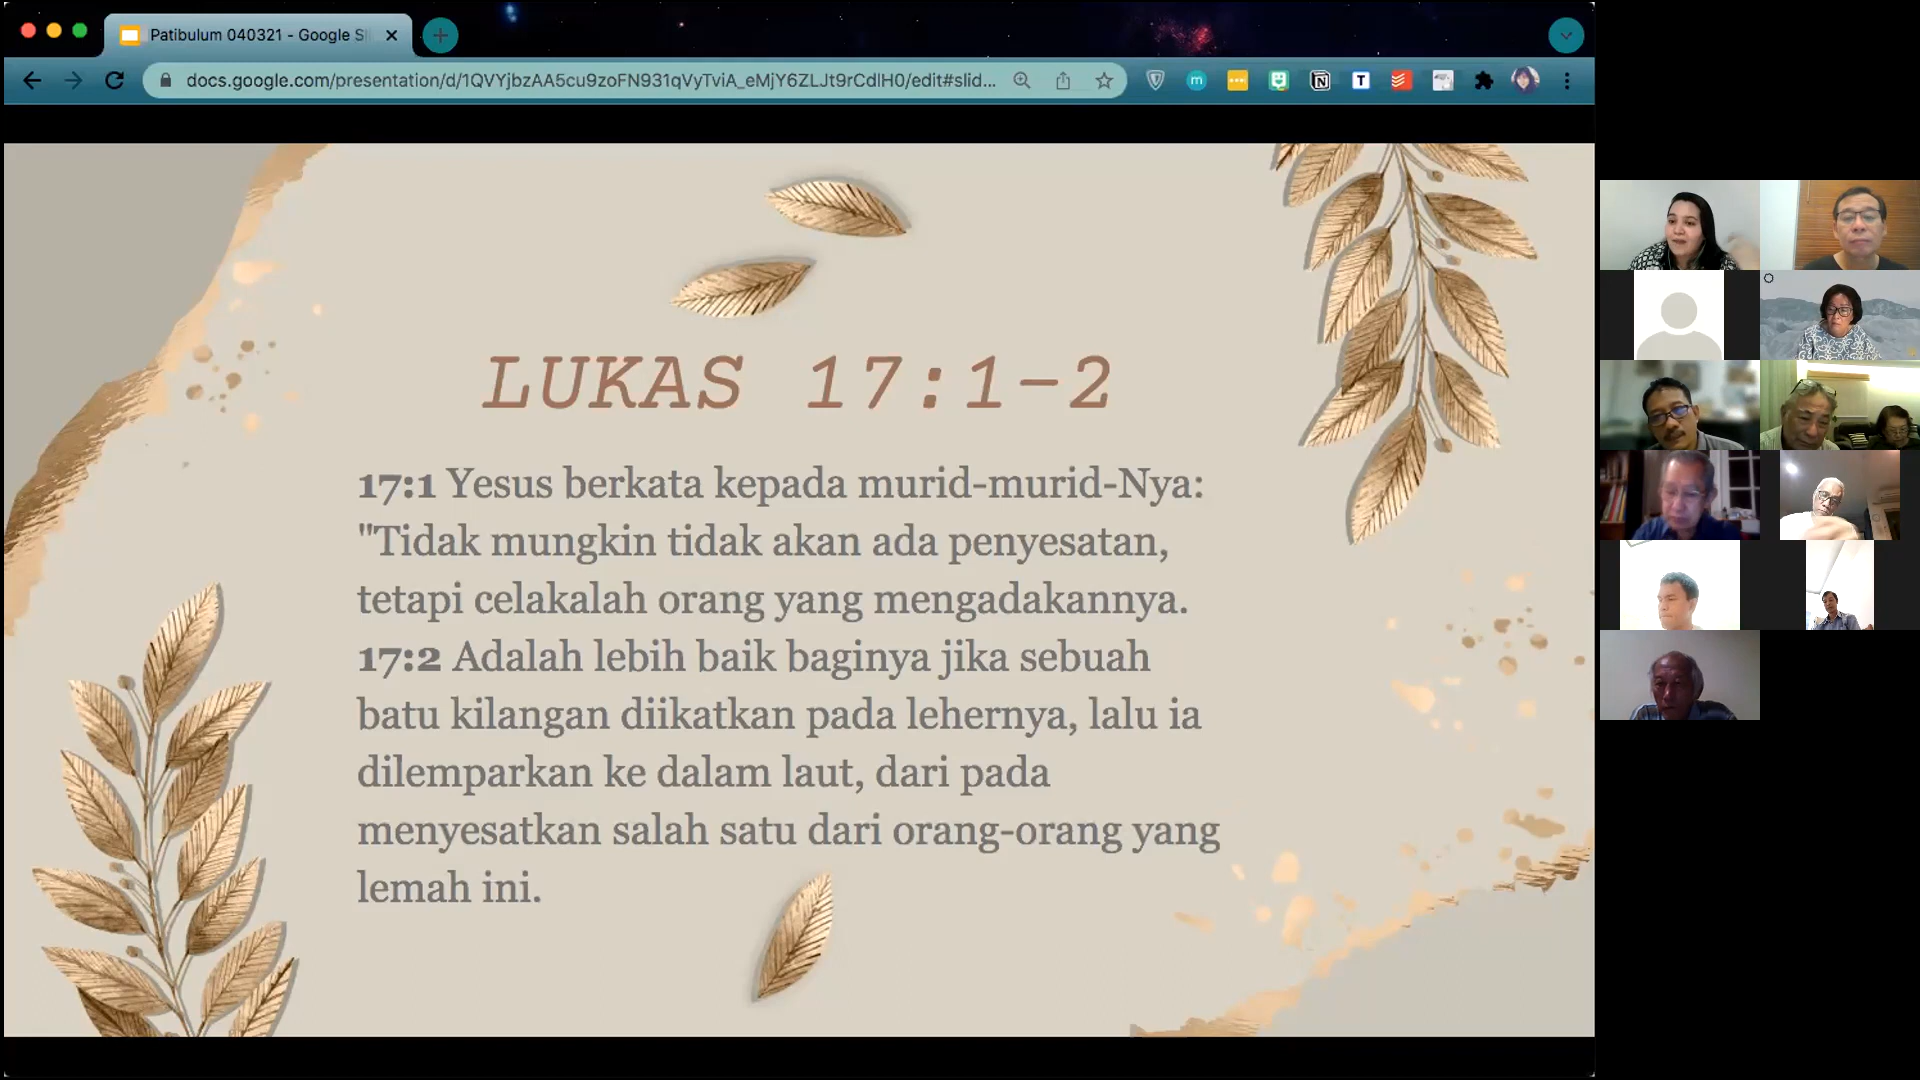 Patibulum 040321 - Google S
docs.google.com/presentation/d/1QVYjbzAA5cu9zoFN931qVyTviA_eMjY6ZLJt9rCdlH0/edit#slid...
LUKAS 17:1-2
17:1 Yesus berkata kepada murid-murid-Nya:
"Tidak mungkin tidak akan ada penyesatan,
tetapi celakalah orang yang mengadakannya.
17:2 Adalah lebih baik baginya jika sebuah
batu kilangan diikatkan pada lehernya, lalu ia
dilemparkan ke dalam laut, dari pada
menyesatkan salah satu dari orang-orang yang
lemah ini.